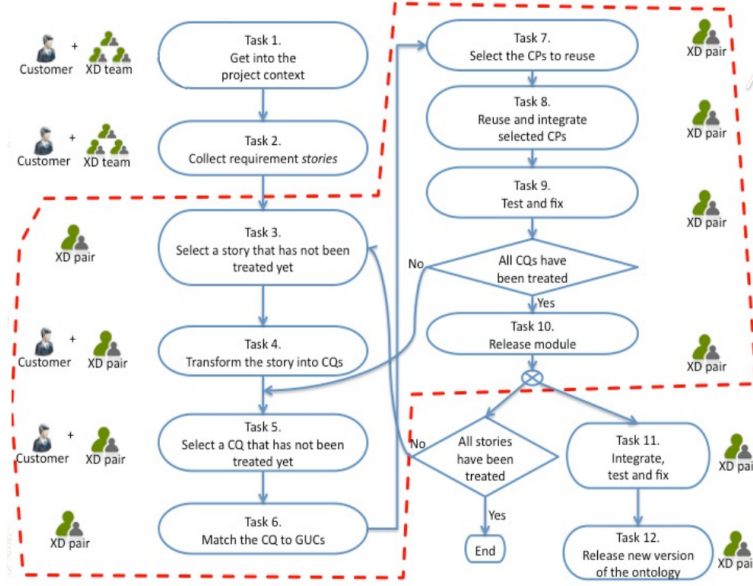 Customer + XD team
Task 1.
Get into the
project context
Customer + XD team
Task 2.
Collect requirement stories
XD pair
Task 3.
Select a story that has not been
treated yet
Customer + XD pair
Task 4.
Transform the story into CQs
Customer + XD pair
Task 5.
Select a CQ that has not been
treated yet
XD pair
Task 6.
Match the CQ to GUCs
Task 7.
Select the CPs to reuse
XD pair
Task 8.
Reuse and integrate
selected CPs
XD pair
Task 9.
Test and fix
XD pair
No
All CQs have
been treated
Yes
Task 10.
Release module
XD pair
No
All stories
have been
treated
Yes
End
Task 11.
Integrate,
test and fix
XD pair
Task 12.
Release new version
of the ontology
XD pair